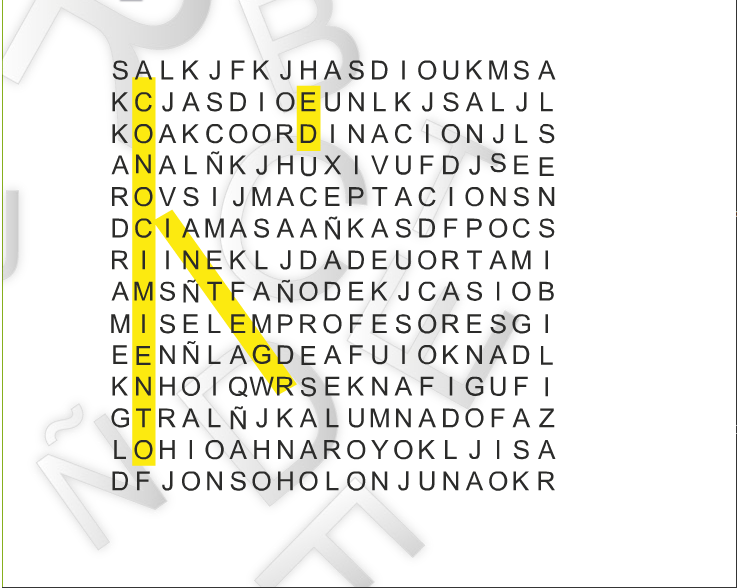 SALKJFKJHASDIOUKMSA
KCJASDIOEUNLKJSALJL
KOAKCOORDINACIONJLS
ANALÑKJHUXIVUFDJSEE
ROVSIJMACEPTACIONSN
DCIAMASAAÑKASDFPOCS
RIINEKLJDADEUORTAMI
AMSÑTFAÑODEKJCASIOB
MISELEMPROFESORESGI
EENÑLAGDEAFUIOKNADL
KNHOIQWRSEKNAFIGUFI
GTRALÑJKALUMNADOFAZ
LOHIOAHNAROYOKLJISA
DFJONSOHOLONJUNAOKR